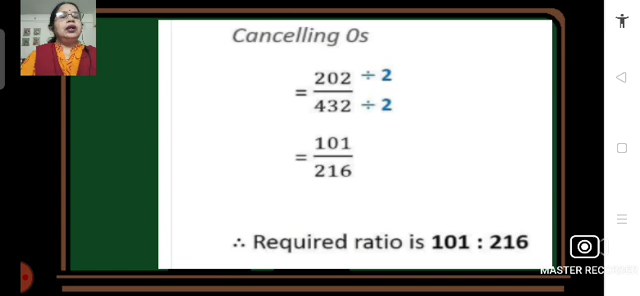 Cancelling 0s
= 202 ÷ 2
432 ÷ 2
= 101
216
∴ Required ratio is 101 : 216
MASTER REC